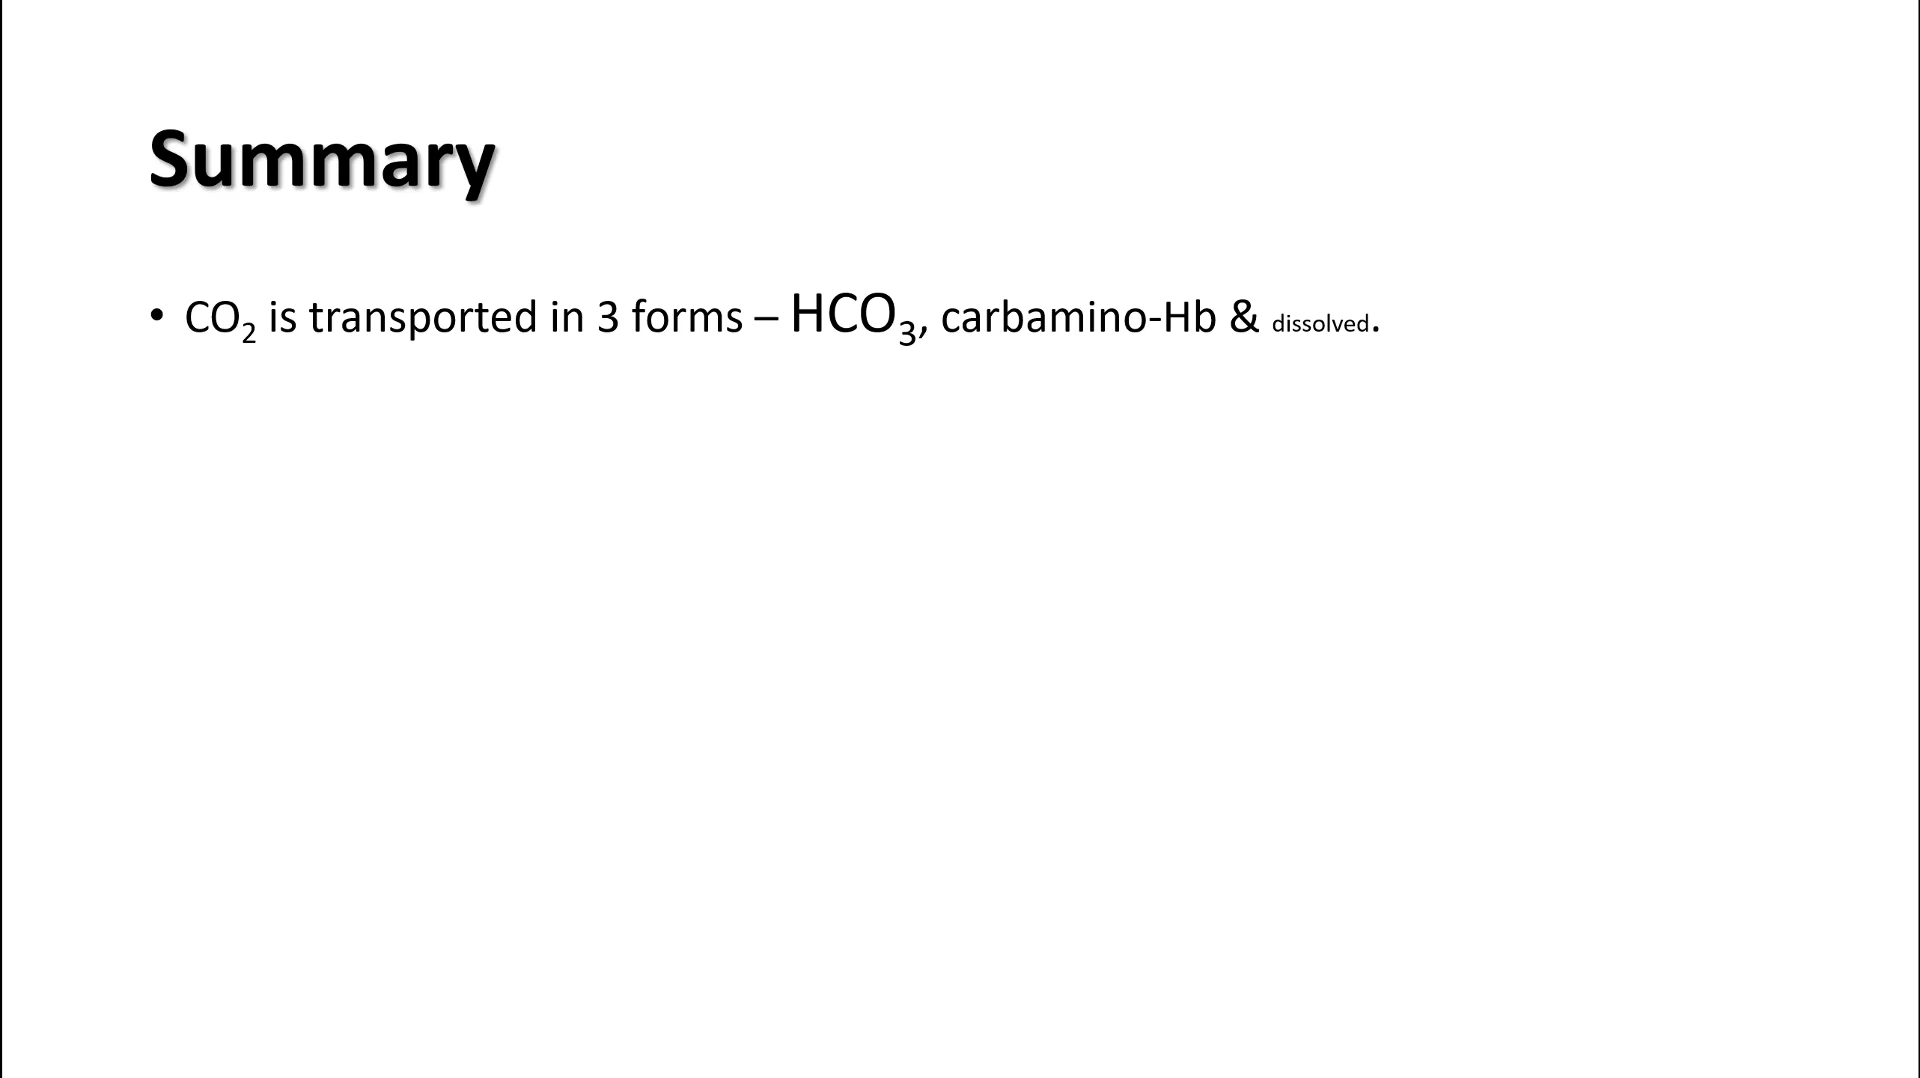 Summary
• CO₂ is transported in 3 forms – HCO₃, carbamino-Hb & dissolved.